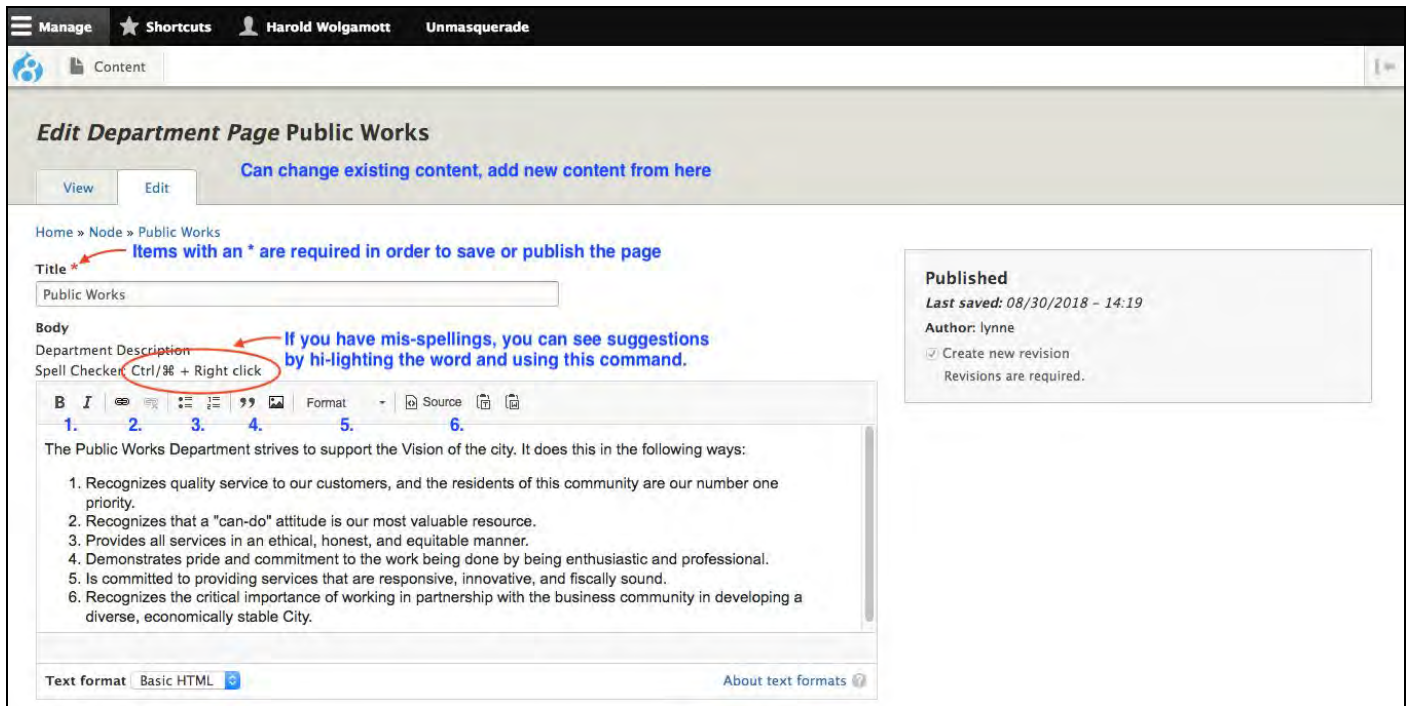 Manage Shortcuts Harold Wolgamott Unmasquerade
Content
Edit Department Page Public Works
Can change existing content, add new content from here
View Edit
Home » Node » Public Works
Items with an * are required in order to save or publish the page
Title *
Public Works
Body
Department Description
If you have mis-spellings, you can see suggestions
by hi-lighting the word and using this command.
Spell Checker: Ctrl/⌘ + Right click
B I Format Source
1. 2. 3. 4. 5. 6.
The Public Works Department strives to support the Vision of the city. It does this in the following ways:
1. Recognizes quality service to our customers, and the residents of this community are our number one
priority.
2. Recognizes that a "can-do" attitude is our most valuable resource.
3. Provides all services in an ethical, honest, and equitable manner.
4. Demonstrates pride and commitment to the work being done by being enthusiastic and professional.
5. Is committed to providing services that are responsive, innovative, and fiscally sound.
6. Recognizes the critical importance of working in partnership with the business community in developing a
diverse, economically stable City.
Text format Basic HTML About text formats ?
Published
Last saved: 08/30/2018 – 14:19
Author: lynne
Create new revision
Revisions are required.